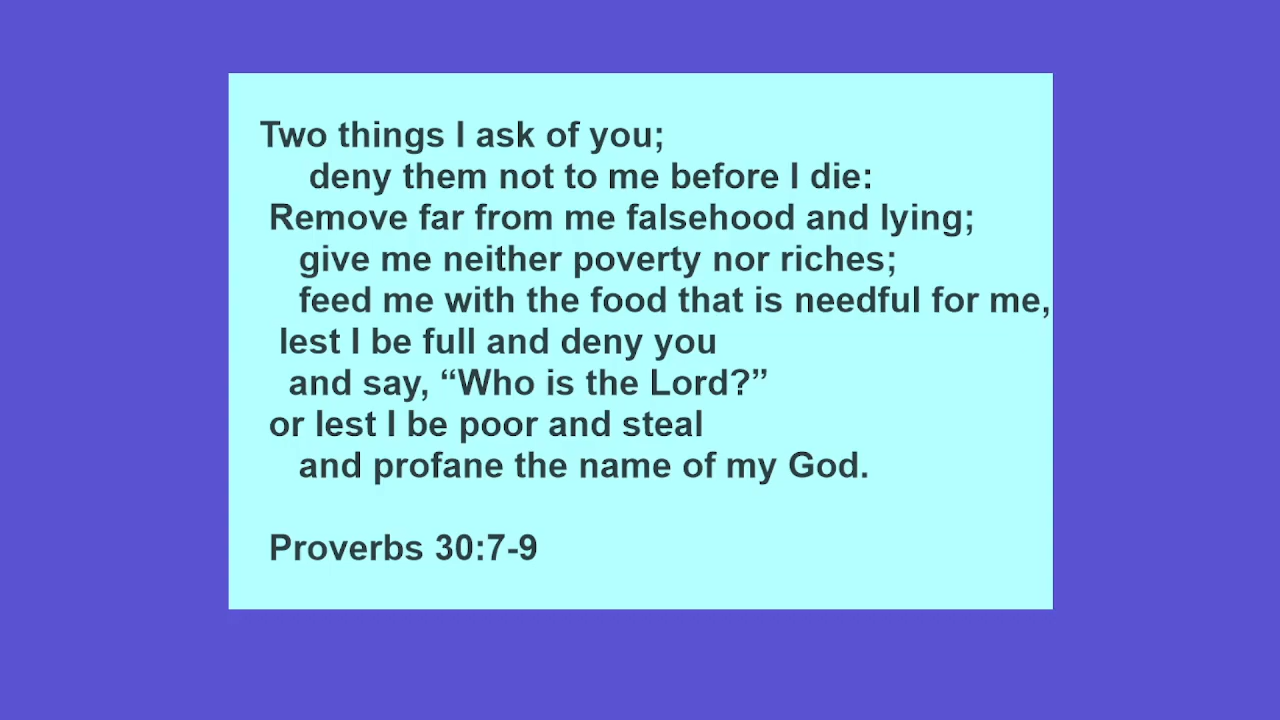 Two things I ask of you;
deny them not to me before I die:
Remove far from me falsehood and lying;
give me neither poverty nor riches;
feed me with the food that is needful for me,
lest I be full and deny you
and say, “Who is the Lord?”
or lest I be poor and steal
and profane the name of my God.
Proverbs 30:7-9